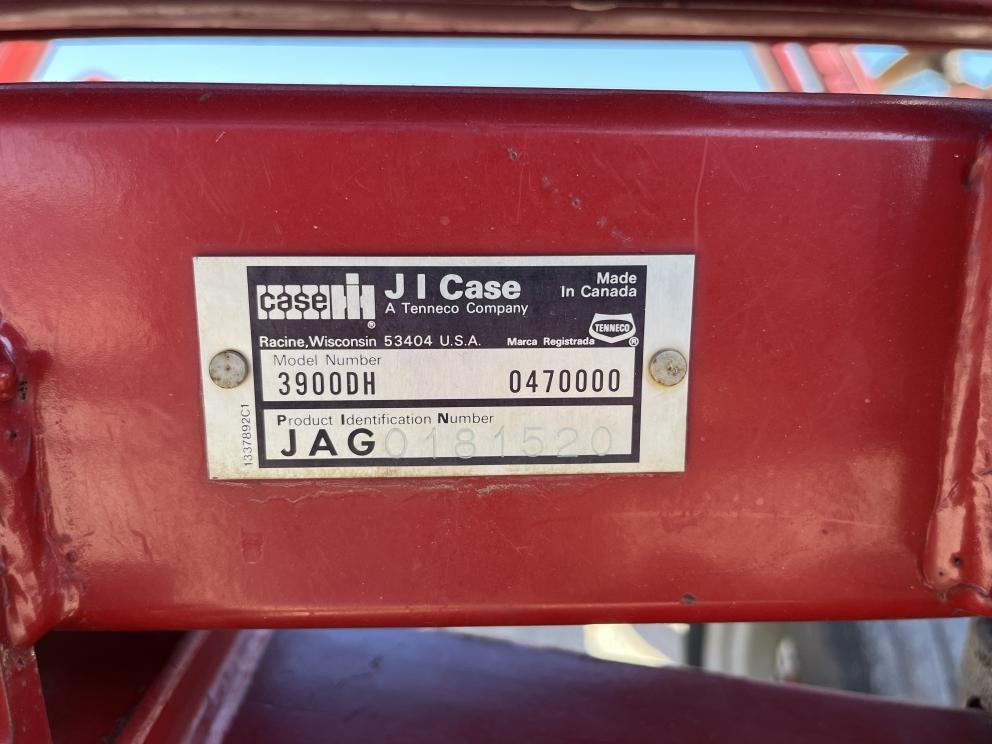 case IH ®
J I Case
A Tenneco Company
Made
In Canada
TENNECO ®
Racine, Wisconsin 53404 U.S.A.
Marca Registrada
Model Number
3900DH 0470000
Product Identification Number
JAG0181520
1337892C1